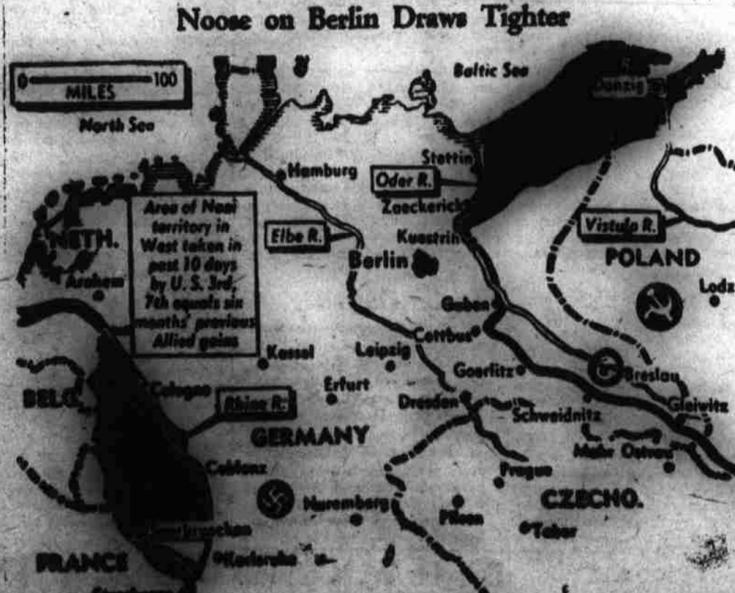 Noose on Berlin Draws Tighter
0 100
MILES
North Sea
Baltic Sea
Danzig
Hamburg
Stettin
Oder R.
Zaeckerick
Kuestrin
Elbe R.
Berlin
Vistula R.
POLAND
Lodz
NETH.
Arnhem
Area of Nazi
territory in
West taken in
past 10 days
by U. S. 3rd,
7th equals six
months' previous
Allied gains
Guben
Cottbus
Kassel
Leipzig
Goerlitz
Breslau
BELG.
Cologne
Rhine R.
Erfurt
Dresden
Schweidnitz
Gleiwitz
GERMANY
Coblenz
Prague
Nuremberg
Pilsen
CZECHO.
Tabor
FRANCE
Karlsruhe